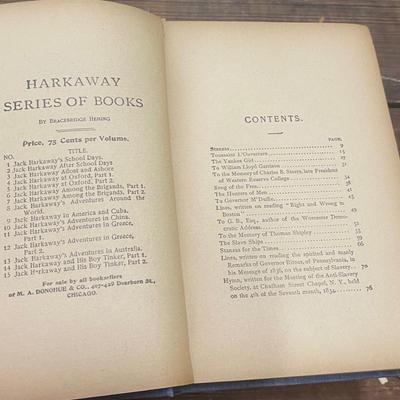 HARKAWAY
SERIES OF BOOKS
BY BRACEBRIDGE HEMING
Price, 75 Cents per Volume.
NO. TITLE.
1 Jack Harkaway's School Days.
2 Jack Harkaway After School Days.
3 Jack Harkaway Afloat and Ashore
4 Jack Harkaway at Oxford, Part 1.
5 Jack Harkaway at Oxford, Part 2.
6 Jack Harkaway Among the Brigands, Part 1.
7 Jack Harkaway Among the Brigands, Part 2.
8 Jack Harkaway's Adventures Around the
World.
9 Jack Harkaway in America and Cuba.
10 Jack Harkaway's Adventures in China.
11 Jack Harkaway's Adventures in Greece,
Part 1.
12 Jack Harkaway's Adventures in Greece,
Part 2.
13 Jack Harkaway's Adventures in Australia.
14 Jack Harkaway and His Boy Tinker, Part 1.
15 Jack Harkaway and His Boy Tinker, Part 2.
For sale by all booksellers
or M. A. DONOHUE & CO., 407-429 Dearborn St.,
CHICAGO.
CONTENTS.
PAGE.
Stanzas 9
Toussaint L'Ouverture 15
The Yankee Girl 27
To William Lloyd Garrison 31
To the Memory of Charles B. Storrs, late President
of Western Reserve College 34
Song of the Free 36
The Hunters of Men
To Governor M'Duffie
Lines, written on reading "Right and Wrong in
Boston"
To G. B., Esq., author of the Worcester Demo-
cratic Address
To the Memory of Thomas Shipley
The Slave Ships
Stanzas for the Times
Lines, written on reading the spirited and manly
Remarks of Governor Ritner, of Pennsylvania, in
his Message of 1836, on the subject of Slavery 70
Hymn, written for the Meeting of the Anti-Slavery
Society, at Chatham Street Chapel, N. Y., held
on the 4th of the Seventh month, 1834 76